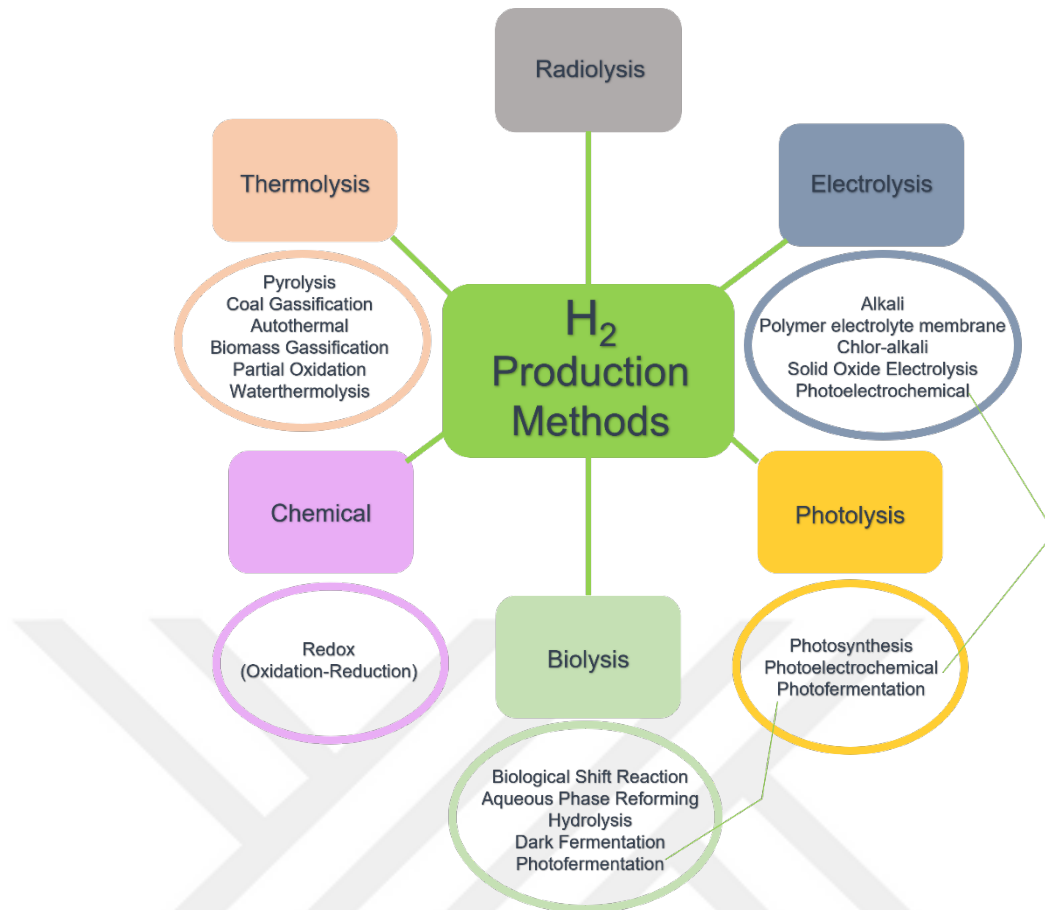 Radiolysis
Thermolysis
Electrolysis
Pyrolysis
Coal Gassification
Autothermal
Biomass Gassification
Partial Oxidation
Waterthermolysis
H₂
Production
Methods
Alkali
Polymer electrolyte membrane
Chlor-alkali
Solid Oxide Electrolysis
Photoelectrochemical
Chemical
Photolysis
Redox
(Oxidation-Reduction)
Biolysis
Photosynthesis
Photoelectrochemical
Photofermentation
Biological Shift Reaction
Aqueous Phase Reforming
Hydrolysis
Dark Fermentation
Photofermentation